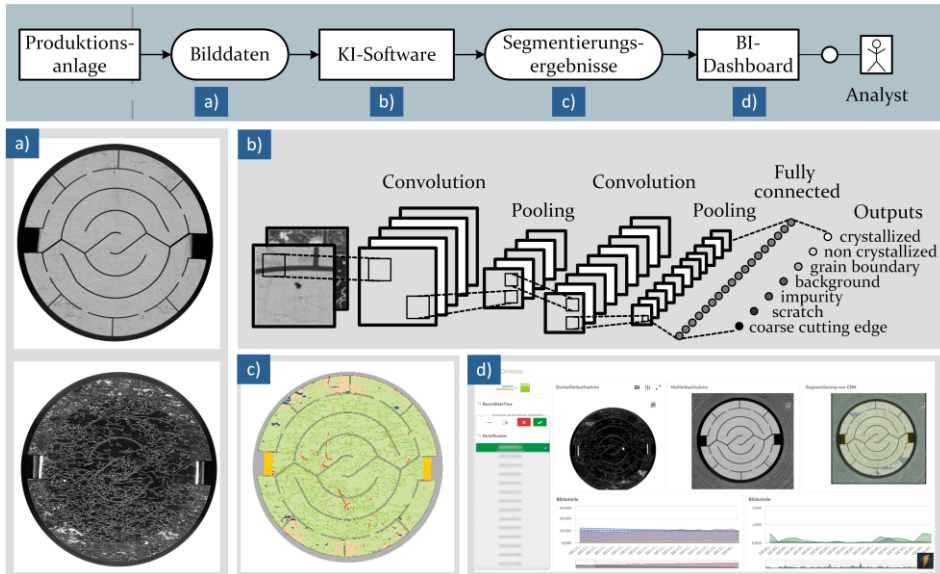 Produktions-
anlage
Bilddaten
KI-Software
Segmentierungs-
ergebnisse
BI-
Dashboard
Analyst
a)
b)
c)
d)
a)
b)
Convolution
Pooling
Convolution
Pooling
Fully
connected
Outputs
crystallized
non crystallized
grain boundary
background
impurity
scratch
coarse cutting edge
c)
d)
Defekte
Dunkelfeldaufnahme
Hellfeldaufnahme
Segmentierung von CNN
Bildanteile
Bildanteile